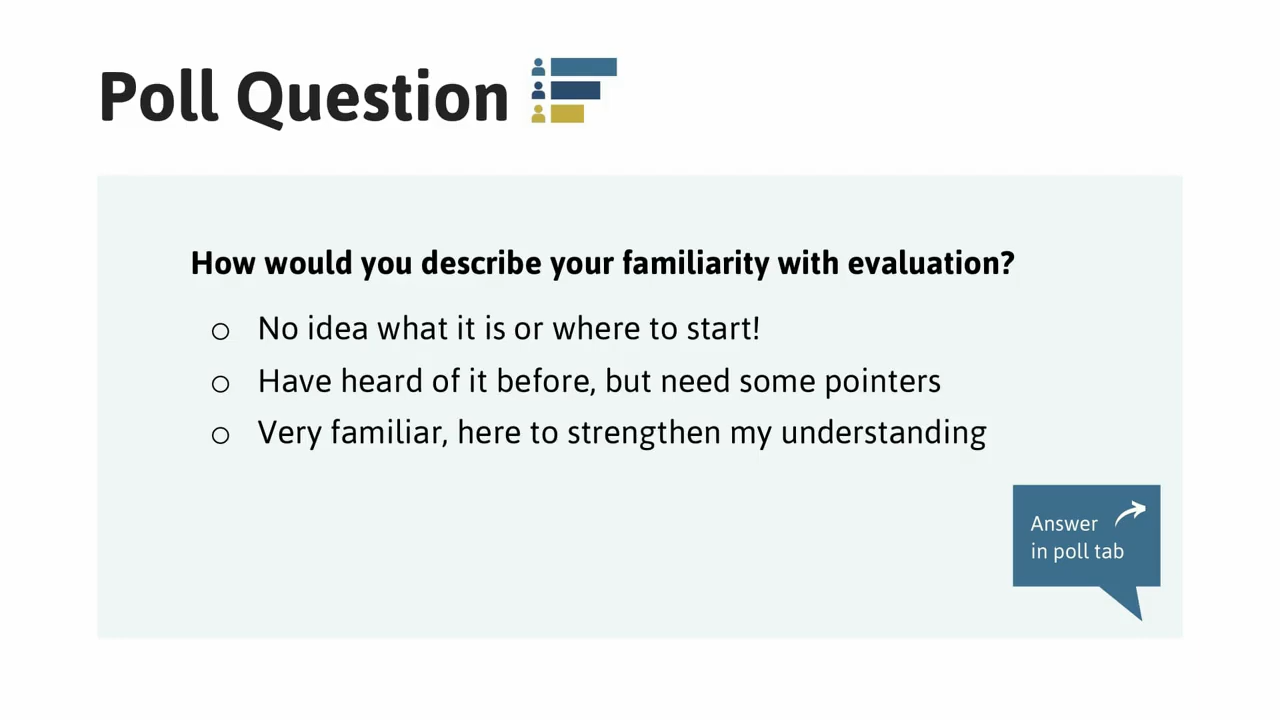 Poll Question
How would you describe your familiarity with evaluation?
o No idea what it is or where to start!
o Have heard of it before, but need some pointers
o Very familiar, here to strengthen my understanding
Answer
in poll tab